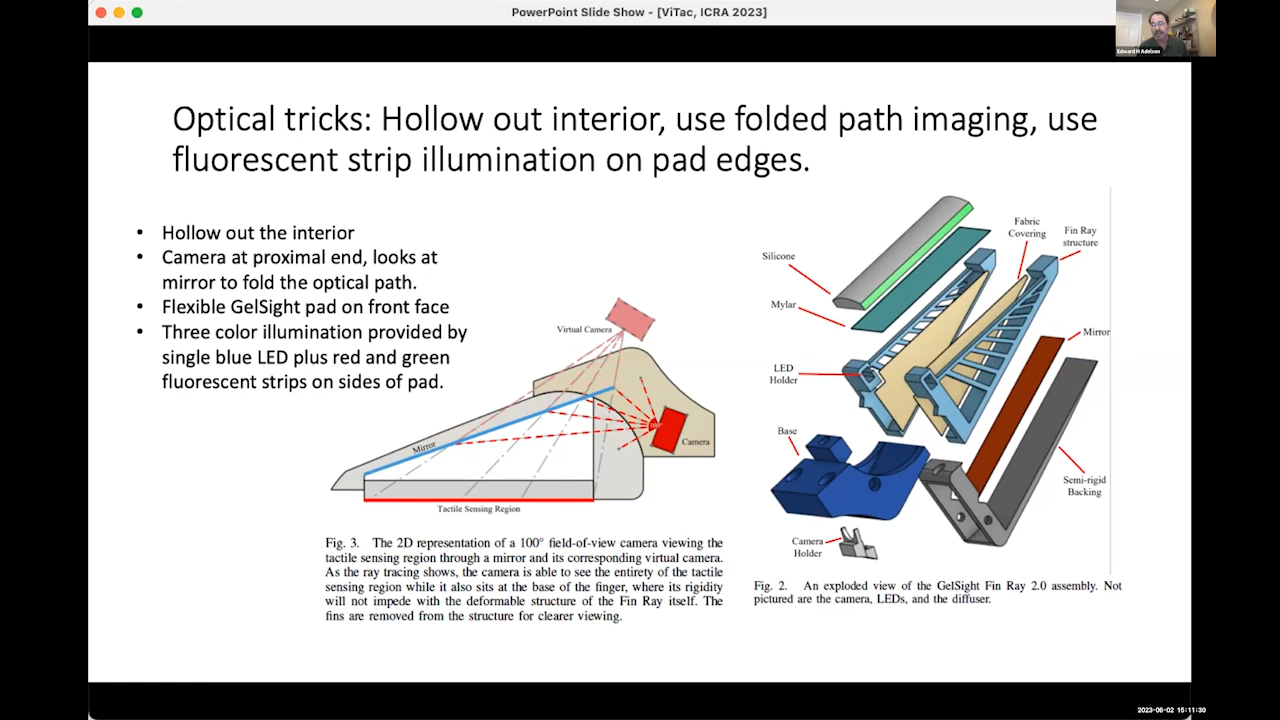 PowerPoint Slide Show - [ViTac, ICRA 2023]
Edward H Adelson
Optical tricks: Hollow out interior, use folded path imaging, use
fluorescent strip illumination on pad edges.
• Hollow out the interior
• Camera at proximal end, looks at
mirror to fold the optical path.
• Flexible GelSight pad on front face
• Three color illumination provided by
single blue LED plus red and green
fluorescent strips on sides of pad.
Virtual Camera
100°
Camera
Mirror
Tactile Sensing Region
Fig. 3. The 2D representation of a 100° field-of-view camera viewing the
tactile sensing region through a mirror and its corresponding virtual camera.
As the ray tracing shows, the camera is able to see the entirety of the tactile
sensing region while it also sits at the base of the finger, where its rigidity
will not impede with the deformable structure of the Fin Ray itself. The
fins are removed from the structure for clearer viewing.
Fabric
Covering
Fin Ray
structure
Silicone
Mylar
Mirror
LED
Holder
Base
Semi-rigid
Backing
Camera
Holder
Fig. 2. An exploded view of the GelSight Fin Ray 2.0 assembly. Not
pictured are the camera, LEDs, and the diffuser.
2023-06-02 15:11:30